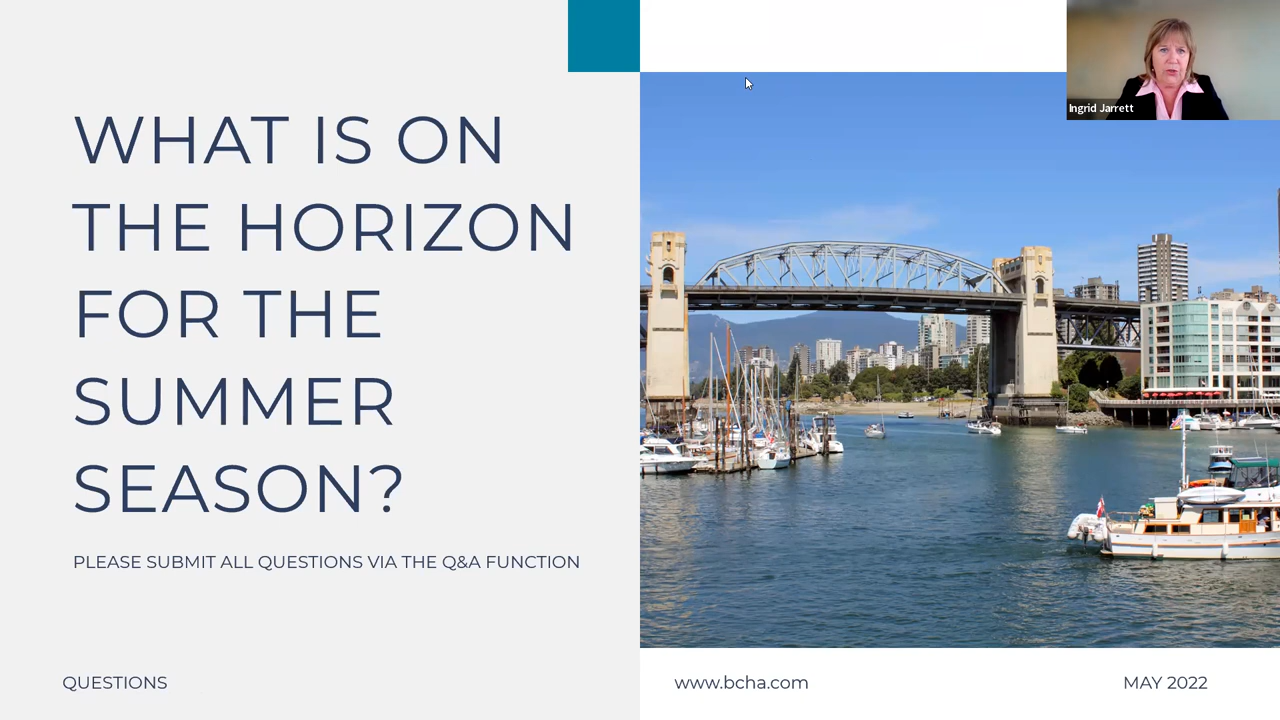 Ingrid Jarrett
WHAT IS ON
THE HORIZON
FOR THE
SUMMER
SEASON?
PLEASE SUBMIT ALL QUESTIONS VIA THE Q&A FUNCTION
QUESTIONS
www.bcha.com
MAY 2022